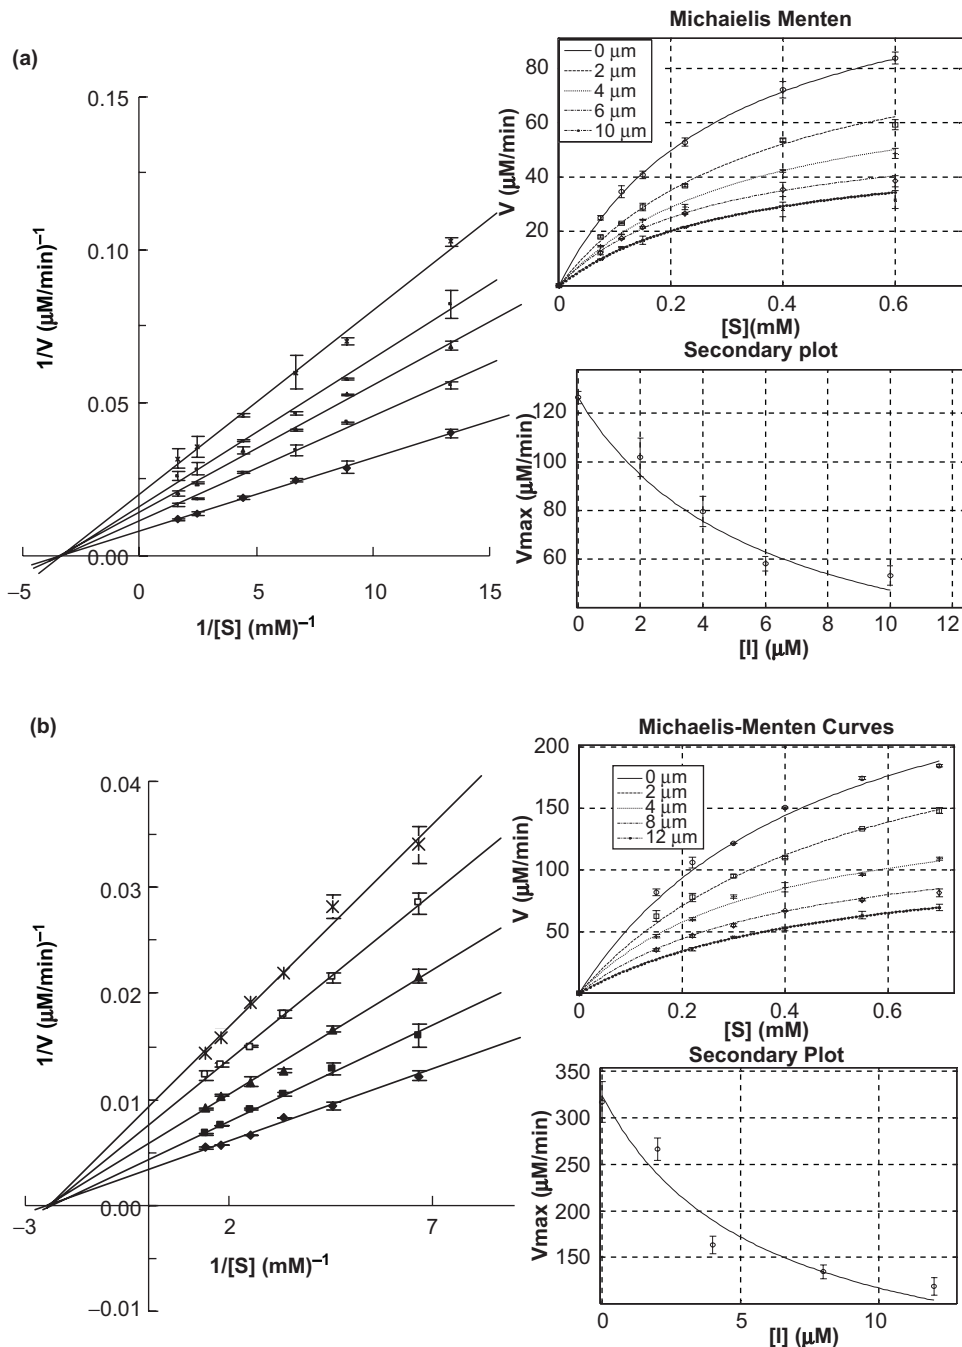 (a)
0.15
0.10
0.05
0.00
−5
0
5
10
15
1/V (µM/min)⁻¹
1/[S] (mM)⁻¹
Michaielis Menten
0 µm
2 µm
4 µm
6 µm
10 µm
80
60
40
20
0
0.2
0.4
0.6
V (µM/min)
[S](mM)
Secondary plot
120
100
80
60
0
2
4
6
8
10
12
Vmax (µM/min)
[I] (µM)
(b)
0.04
0.03
0.02
0.01
0.00
−0.01
−3
2
7
1/V (µM/min)⁻¹
1/[S] (mM)⁻¹
Michaelis-Menten Curves
0 µm
2 µm
4 µm
8 µm
12 µm
200
150
100
50
0
0.2
0.4
0.6
V (µM/min)
[S] (mM)
Secondary Plot
350
300
250
200
150
0
5
10
Vmax (µM/min)
[I] (µM)